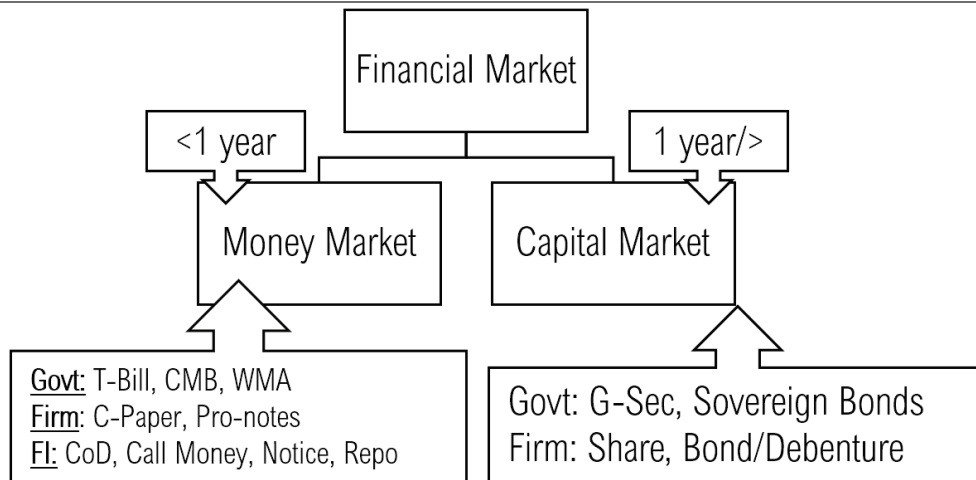 Financial Market
<1 year
1 year/>
Money Market
Capital Market
Govt: T-Bill, CMB, WMA
Firm: C-Paper, Pro-notes
FI: CoD, Call Money, Notice, Repo
Govt: G-Sec, Sovereign Bonds
Firm: Share, Bond/Debenture